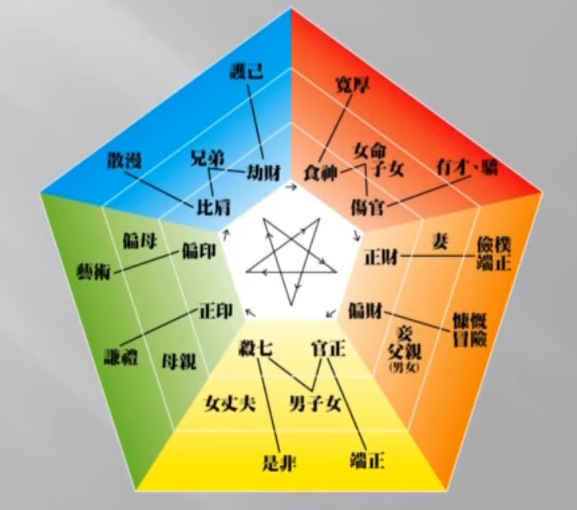 護己
散漫
兄弟
劫財
比肩
寬厚
女命
食神
子女
有才、驕
傷官
正財
妻
儉樸
端正
偏財
慷慨
冒險
妾
父親
(男女)
殺七
官正
女丈夫
男子女
是非
端正
偏母
偏印
藝術
正印
謙禮
母親